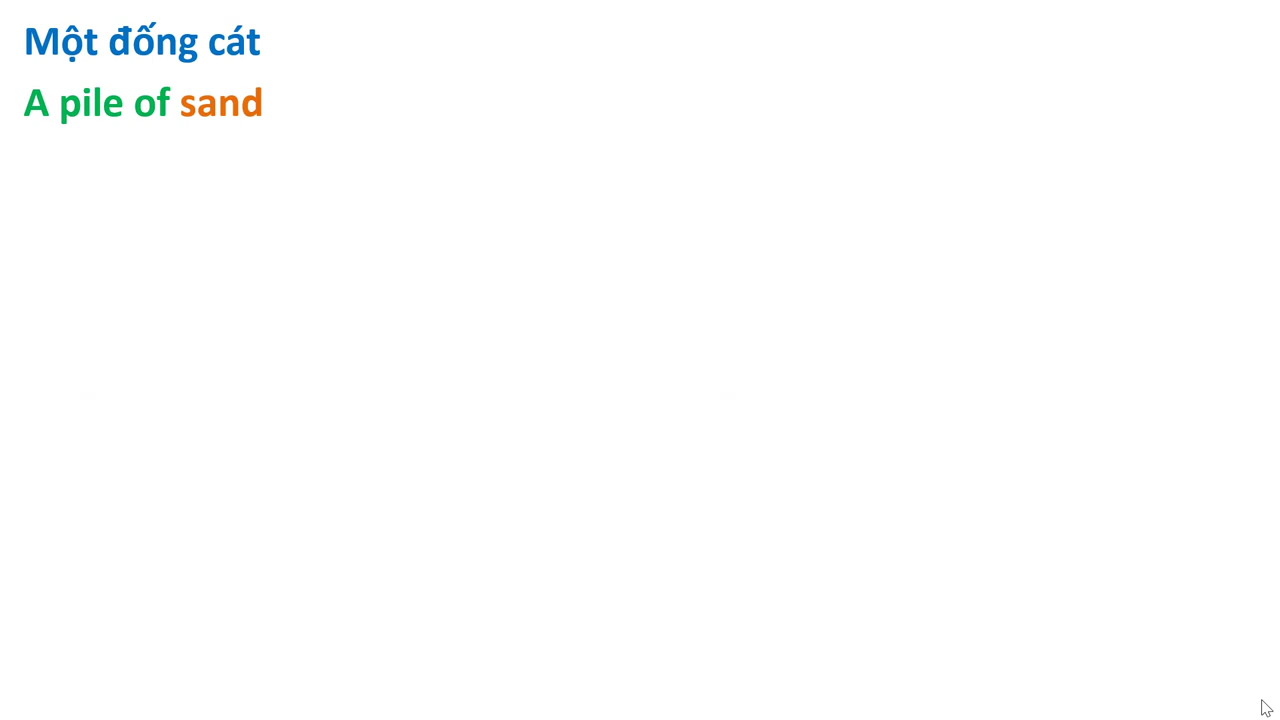 Một đống cát
A pile of sand